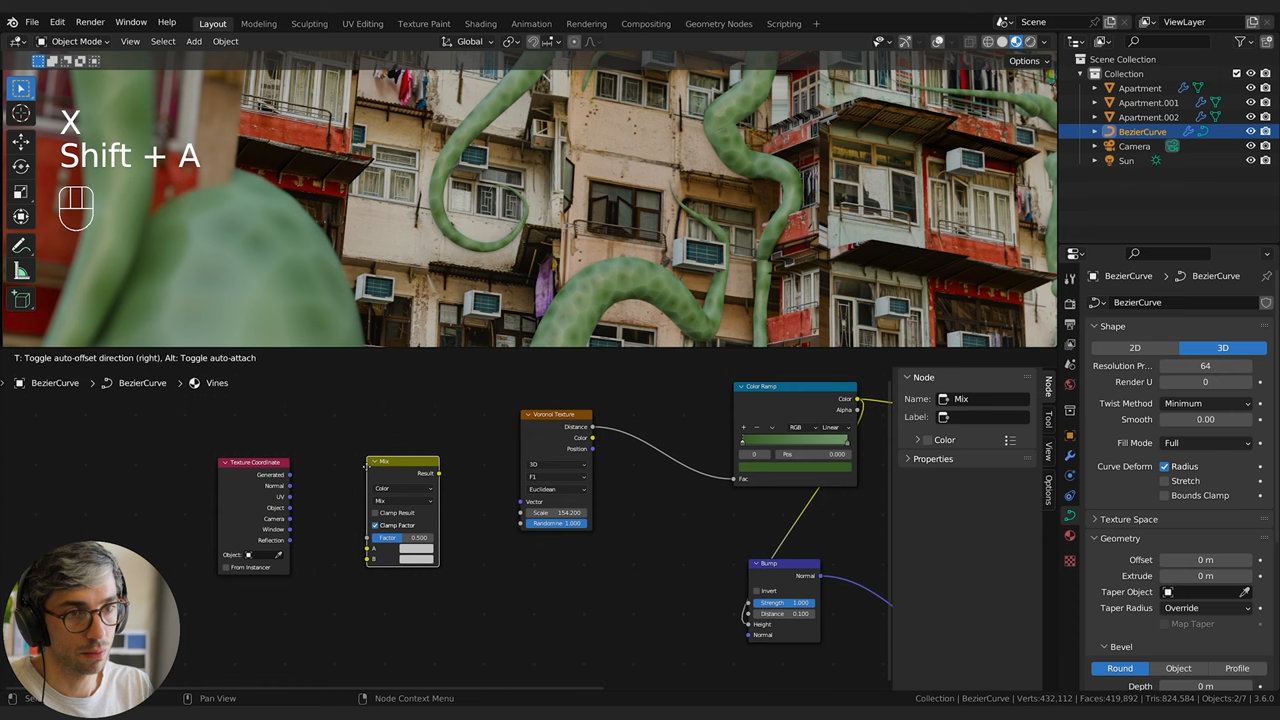 File Edit Render Window Help Layout Modeling Sculpting UV Editing Texture Paint Shading Animation Rendering Compositing Geometry Nodes Scripting + Scene ViewLayer
Object Mode View Select Add Object Global
Options
X
Shift + A
Scene Collection
Collection
Apartment
Apartment.001
Apartment.002
BezierCurve
Camera
Sun
BezierCurve BezierCurve
BezierCurve
Shape
2D 3D
Resolution Pr... 64
Render U 0
Twist Method Minimum
Smooth 0.00
Fill Mode Full
Curve Deform Radius
Stretch
Bounds Clamp
Texture Space
Geometry
Offset 0 m
Extrude 0 m
Taper Object
Taper Radius Override
Map Taper
Bevel
Round Object Profile
Depth 0 m
T: Toggle auto-offset direction (right), Alt: Toggle auto-attach
BezierCurve BezierCurve Vines
Texture Coordinate
Generated
Normal
UV
Object
Camera
Window
Reflection
Object:
From Instancer
Mix
Result
Color
Mix
Clamp Result
Clamp Factor
Factor 0.500
A
B
Voronoi Texture
Distance
Color
Position
3D
F1
Euclidean
Vector
Scale 154.200
Randomne 1.000
Color Ramp
Color
Alpha
+ − RGB Linear
0 Pos 0.000
Fac
Bump
Normal
Invert
Strength 1.000
Distance 0.100
Height
Normal
Node
Name: Mix
Label:
Color
Properties
Node
Tool
View
Options
Sel
Pan View
Node Context Menu
Collection | BezierCurve | Verts:432,112 | Faces:419,892 | Tris:824,584 | Objects:2/7 | 3.6.0